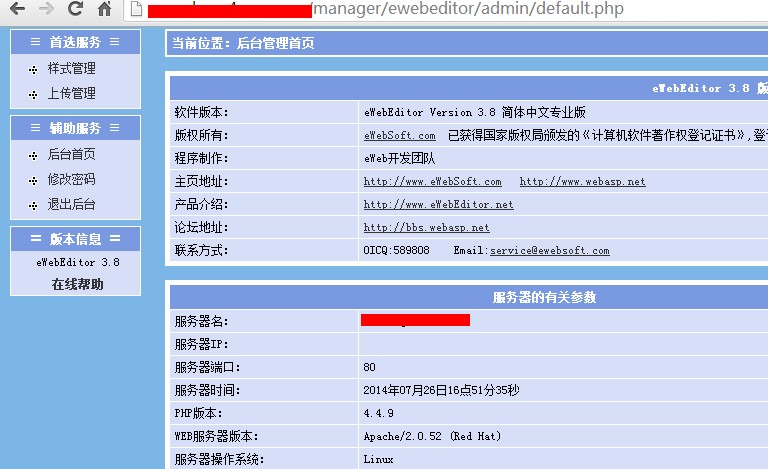 /manager/ewebeditor/admin/default.php
三 首选服务 三
样式管理
上传管理
三 辅助服务 三
后台首页
修改密码
退出后台
二 版本信息 二
eWebEditor 3.8
在线帮助
当前位置：后台管理首页
eWebEditor 3.8
软件版本： eWebEditor Version 3.8 简体中文专业版
版权所有： eWebSoft.com 已获得国家版权局颁发的《计算机软件著作权登记证书》,登
程序制作： eWeb开发团队
主页地址： http://www.eWebSoft.com http://www.webasp.net
产品介绍： http://www.eWebEditor.net
论坛地址： http://bbs.webasp.net
联系方式： OICQ:589808 Email:service@ewebsoft.com
服务器的有关参数
服务器名：
服务器IP：
服务器端口： 80
服务器时间： 2014年07月26日16点51分35秒
PHP版本： 4.4.9
WEB服务器版本： Apache/2.0.52 (Red Hat)
服务器操作系统： Linux